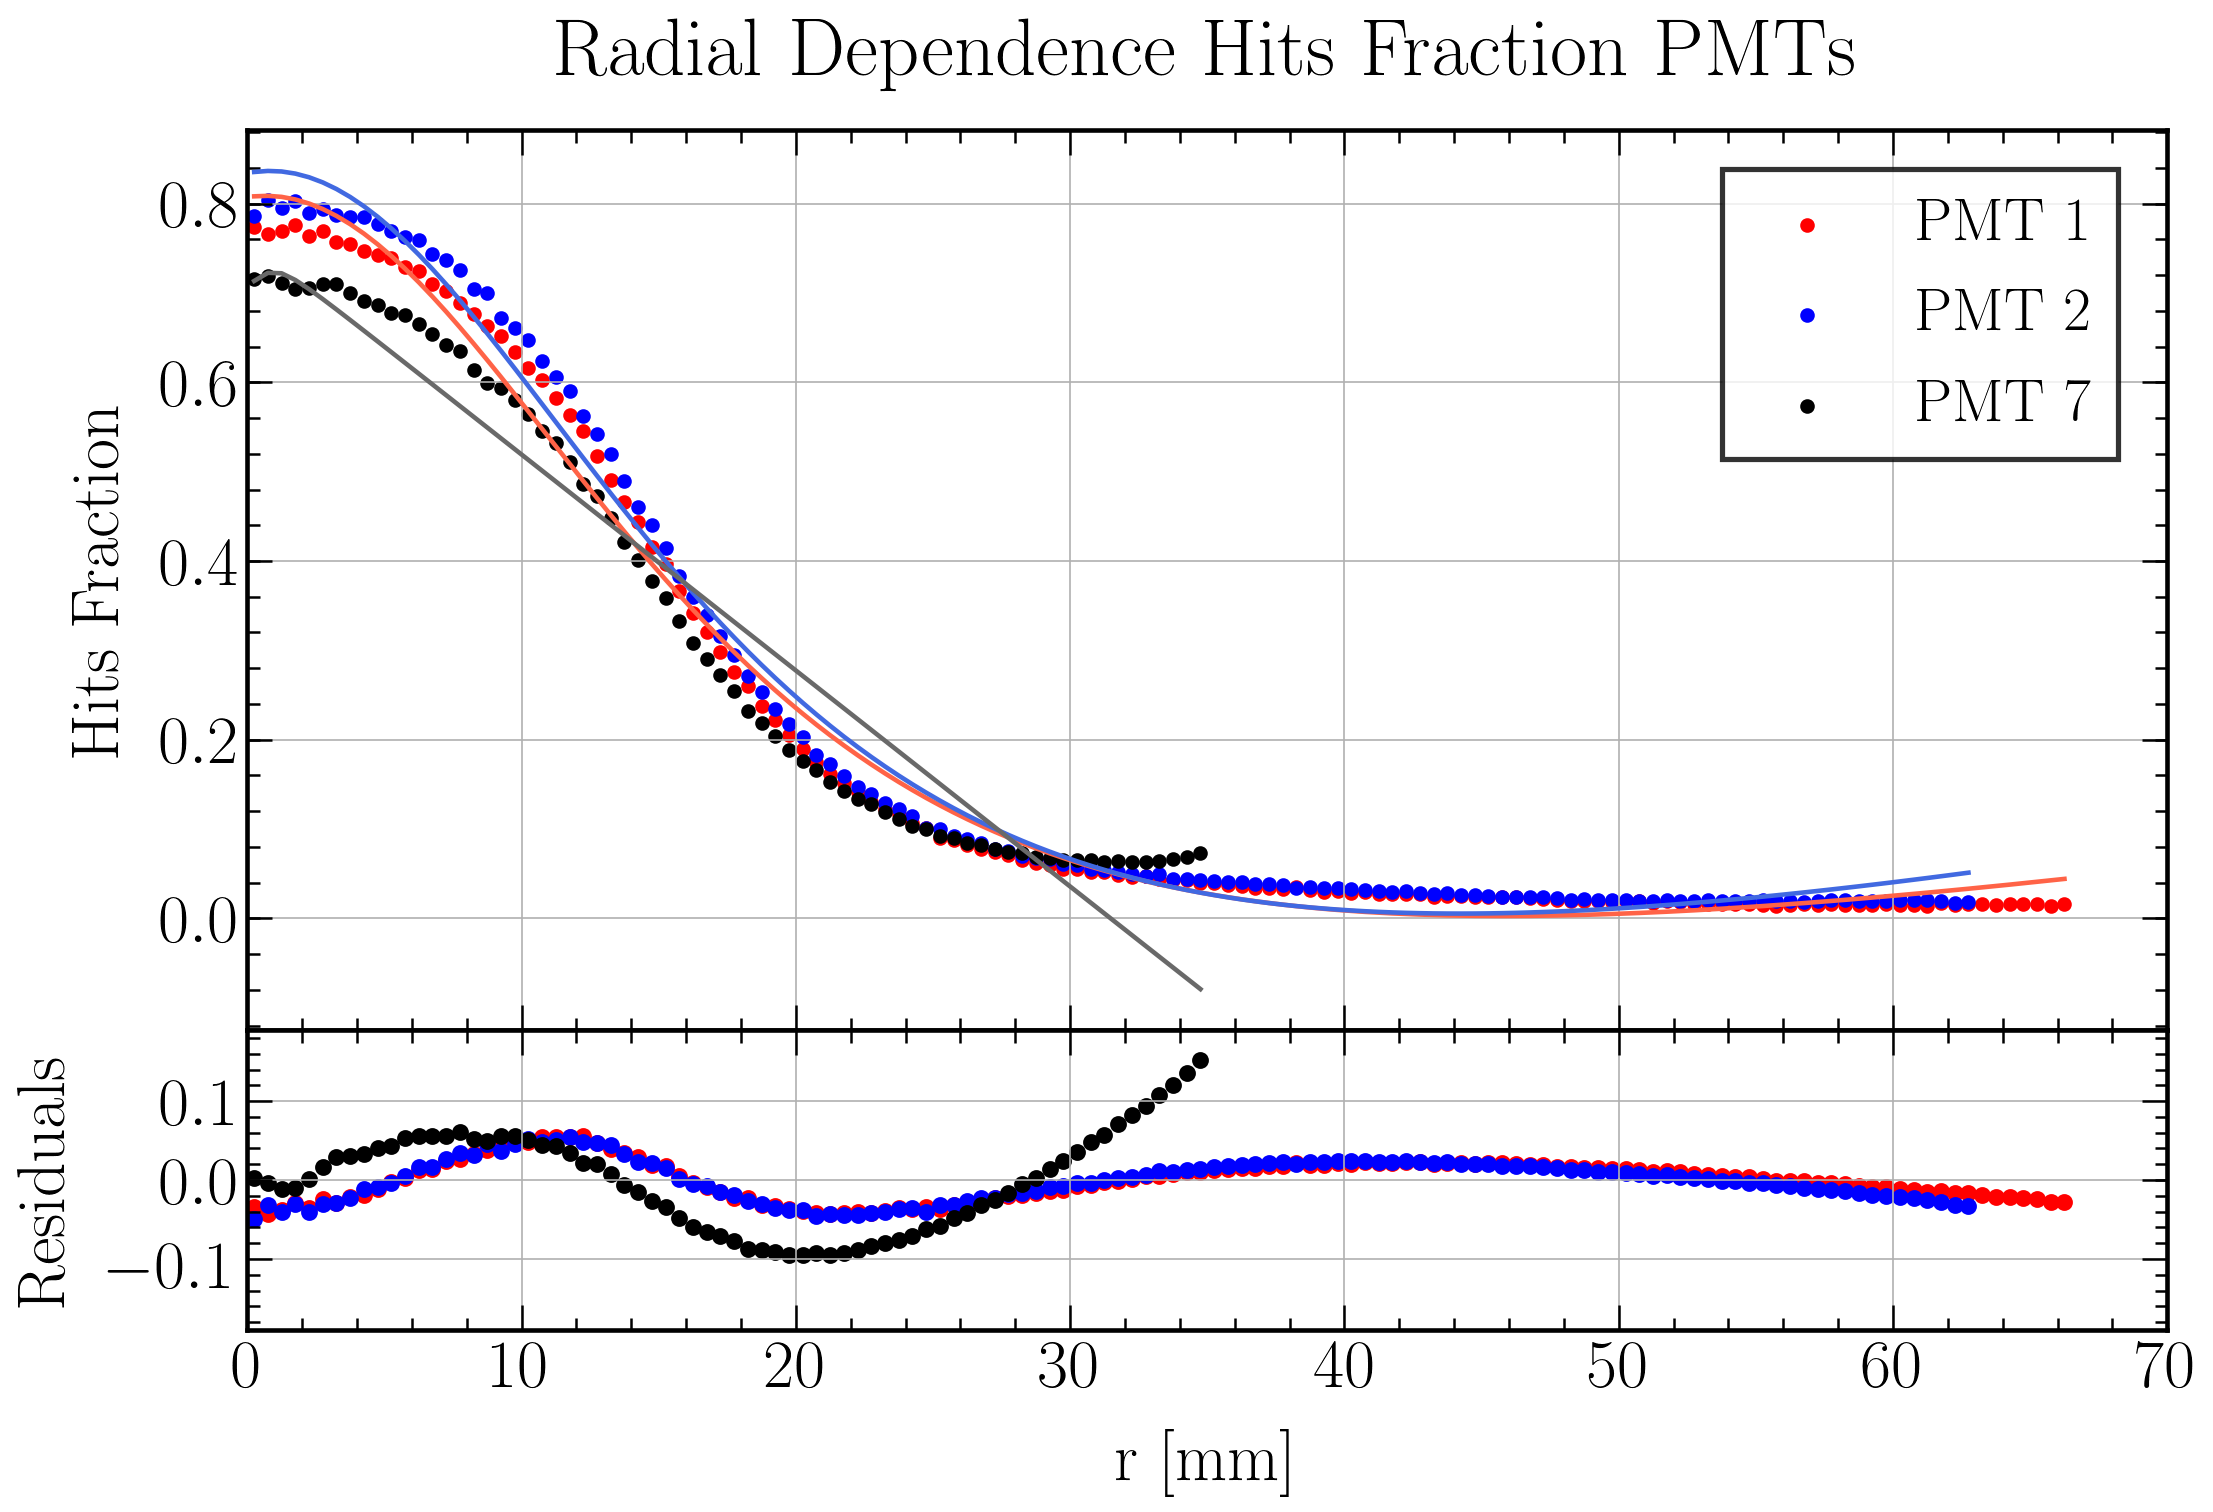 Radial Dependence Hits Fraction PMTs
Hits Fraction
0.8
0.6
0.4
0.2
0.0
PMT 1
PMT 2
PMT 7
Residuals
0.1
0.0
−0.1
0 10 20 30 40 50 60 70
r [mm]